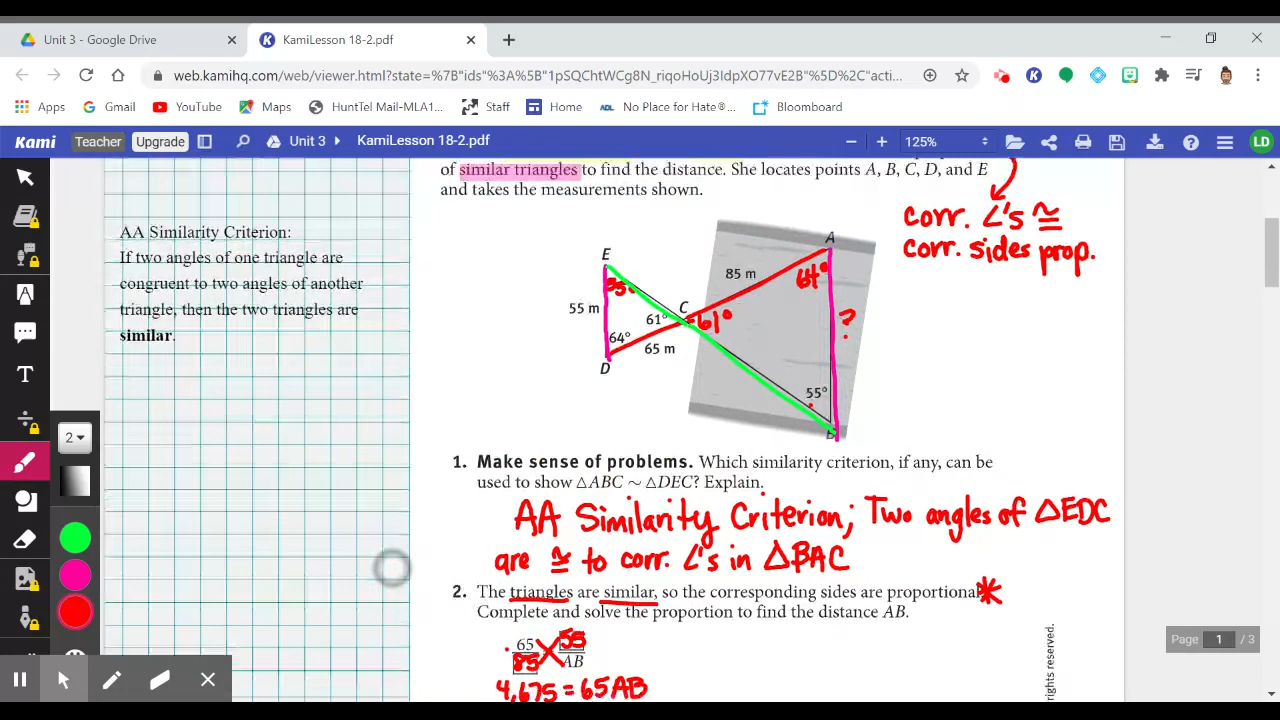 Unit 3 - Google Drive
KamiLesson 18-2.pdf
web.kamihq.com/web/viewer.html?state=%7B"ids"%3A%5B"1pSQChtWCg8N_riqoHoUj3IdpXO77vE2B"%5D%2C"acti...
Apps
Gmail
YouTube
Maps
HuntTel Mail-MLA1...
Staff
Home
ADL
No Place for Hate®...
Bloomboard
Kami
Teacher
Upgrade
Unit 3
KamiLesson 18-2.pdf
125%
LD
of similar triangles to find the distance. She locates points A, B, C, D, and E
and takes the measurements shown.
corr. ∠'s ≅
corr. sides prop.
AA Similarity Criterion:
If two angles of one triangle are
congruent to two angles of another
triangle, then the two triangles are
similar.
A
E
85 m
64°
55
55 m
C
61°
61°
?
64°
65 m
D
55°
B
1. Make sense of problems. Which similarity criterion, if any, can be
used to show △ABC ~ △DEC? Explain.
AA Similarity Criterion; Two angles of △EDC
are ≅ to corr. ∠'s in △BAC
2. The triangles are similar, so the corresponding sides are proportional.*
Complete and solve the proportion to find the distance AB.
65 55
85 AB
4,675 = 65AB
T
2
Page 1 / 3
rights reserved.